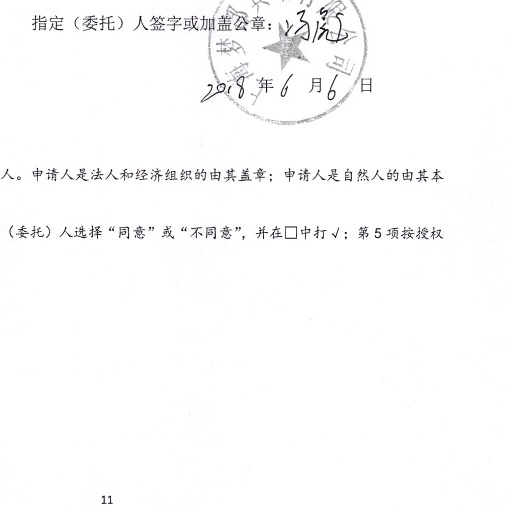 指定（委托）人签字或加盖公章：
2018 年 6 月 6 日
人。申请人是法人和经济组织的由其盖章；申请人是自然人的由其本
（委托）人选择“同意”或“不同意”，并在□中打√；第 5 项按授权
11